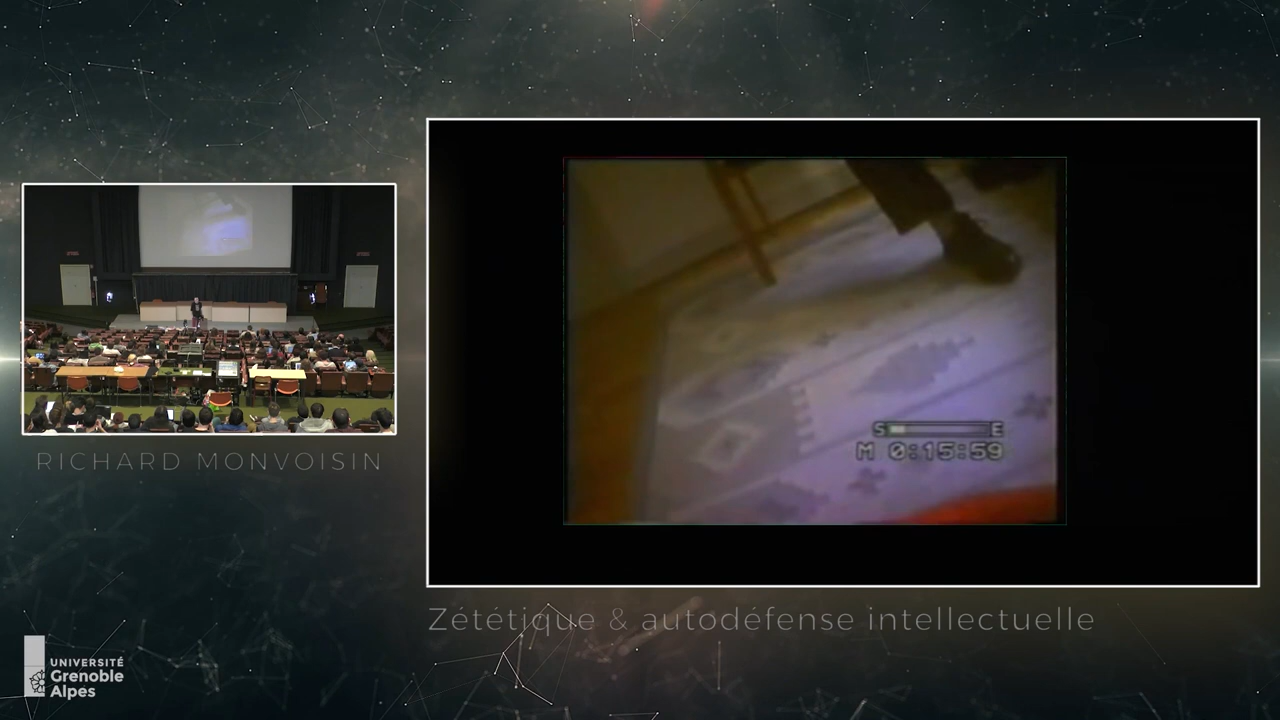 S E
M 0:15:59
RICHARD MONVOISIN
Zététique & autodéfense intellectuelle
UNIVERSITÉ
Grenoble
Alpes